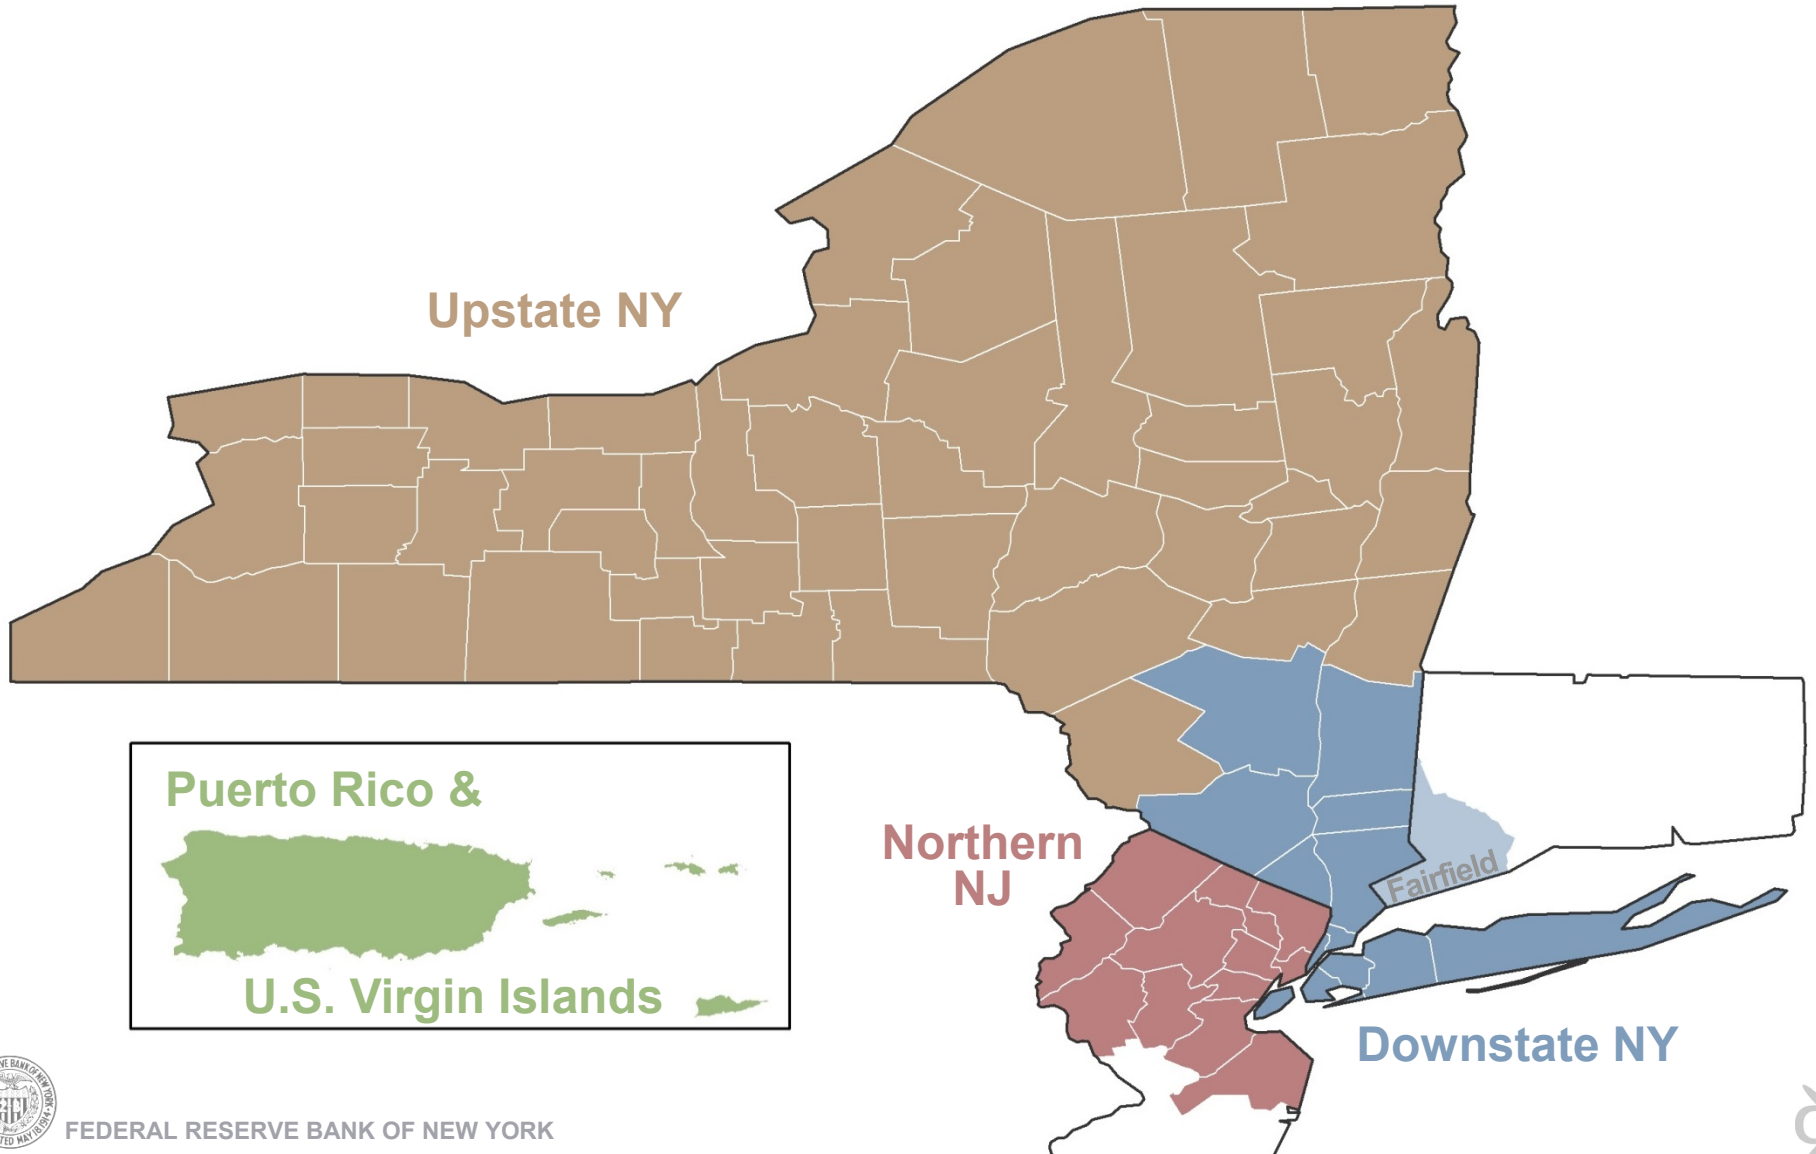 Upstate NY
Puerto Rico &
U.S. Virgin Islands
Northern
NJ
Fairfield
Downstate NY
FEDERAL RESERVE BANK OF NEW YORK